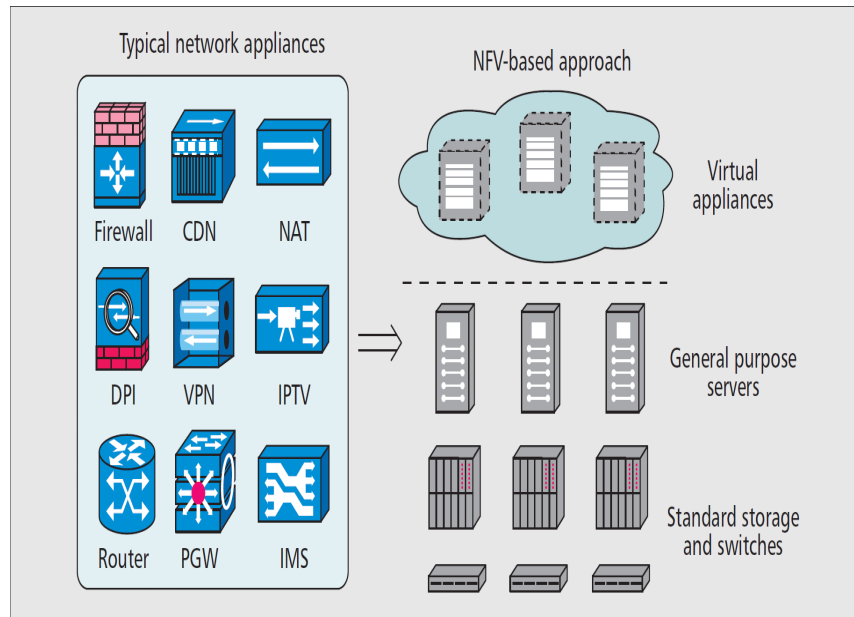 Typical network appliances
Firewall CDN NAT
DPI VPN IPTV
Router PGW IMS
NFV-based approach
Virtual
appliances
General purpose
servers
Standard storage
and switches